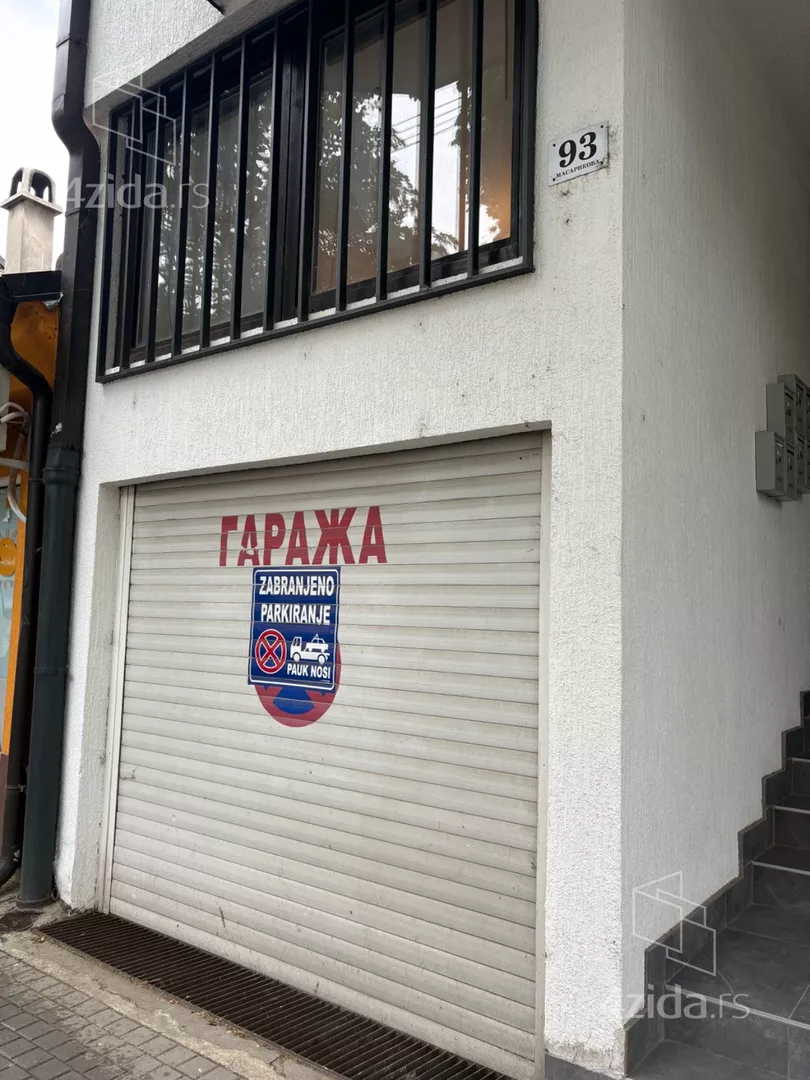 4zida.rs
93
МАСАРИКОВА
ГАРАЖА
ZABRANJENO
PARKIRANJE
PAUK NOSI
4zida.rs